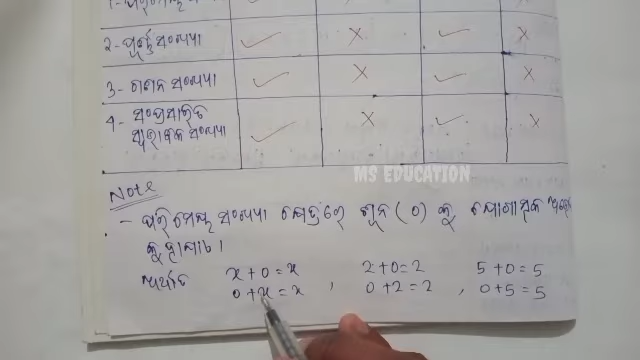 2- ପୂର୍ଣ୍ଣ ସଂଖ୍ୟା ✓ × ✓ ×
3- ଗଣନ ସଂଖ୍ୟା ✓ × ✓ ×
4- ସଂପ୍ରସାରିତ ସ୍ୱାଭାବିକ ସଂଖ୍ୟା ✓ × ✓ ×
MS EDUCATION
Note
- ପରିମେୟ ସଂଖ୍ୟା କ୍ଷେତ୍ରରେ ଶୂନ (0) କୁ ଯୋଗାତ୍ମକ
କୁହାଯାଏ ।
ଅର୍ଥାତ x + 0 = x 2 + 0 = 2 5 + 0 = 5
0 + x = x , 0 + 2 = 2 , 0 + 5 = 5